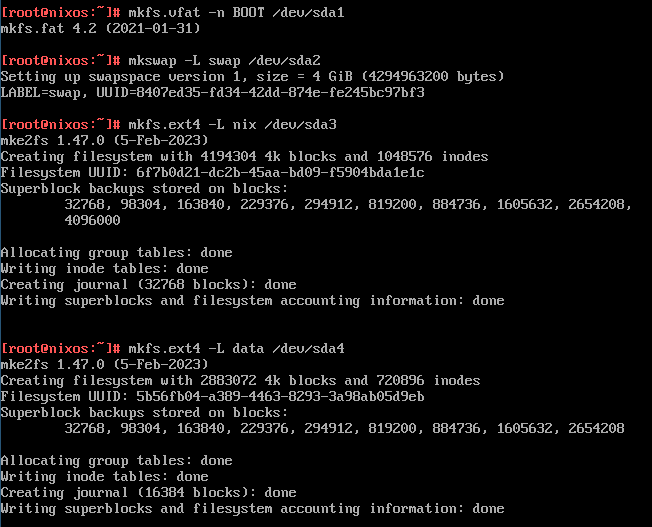 [root@nixos:~]# mkfs.vfat -n BOOT /dev/sda1
mkfs.fat 4.2 (2021-01-31)
[root@nixos:~]# mkswap -L swap /dev/sda2
Setting up swapspace version 1, size = 4 GiB (4294963200 bytes)
LABEL=swap, UUID=8407ed35-fd34-42dd-874e-fe245bc97bf3
[root@nixos:~]# mkfs.ext4 -L nix /dev/sda3
mke2fs 1.47.0 (5-Feb-2023)
Creating filesystem with 4194304 4k blocks and 1048576 inodes
Filesystem UUID: 6f7b0d21-dc2b-45aa-bd09-f5904bda1e1c
Superblock backups stored on blocks:
32768, 98304, 163840, 229376, 294912, 819200, 884736, 1605632, 2654208,
4096000
Allocating group tables: done
Writing inode tables: done
Creating journal (32768 blocks): done
Writing superblocks and filesystem accounting information: done
[root@nixos:~]# mkfs.ext4 -L data /dev/sda4
mke2fs 1.47.0 (5-Feb-2023)
Creating filesystem with 2883072 4k blocks and 720896 inodes
Filesystem UUID: 5b56fb04-a389-4463-8293-3a98ab05d9eb
Superblock backups stored on blocks:
32768, 98304, 163840, 229376, 294912, 819200, 884736, 1605632, 2654208
Allocating group tables: done
Writing inode tables: done
Creating journal (16384 blocks): done
Writing superblocks and filesystem accounting information: done